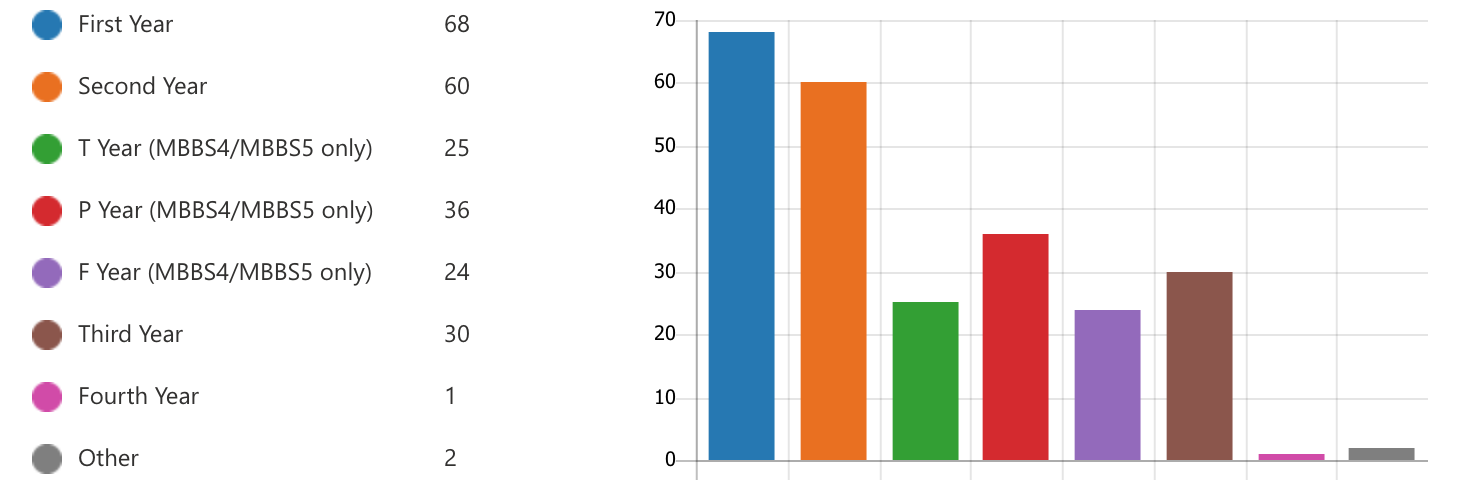 First Year 68
Second Year 60
T Year (MBBS4/MBBS5 only) 25
P Year (MBBS4/MBBS5 only) 36
F Year (MBBS4/MBBS5 only) 24
Third Year 30
Fourth Year 1
Other 2
70
60
50
40
30
20
10
0